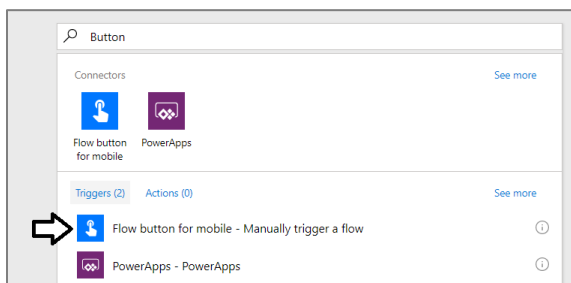 Button
Connectors
See more
Flow button
for mobile
PowerApps
Triggers (2)
Actions (0)
See more
Flow button for mobile - Manually trigger a flow
PowerApps - PowerApps